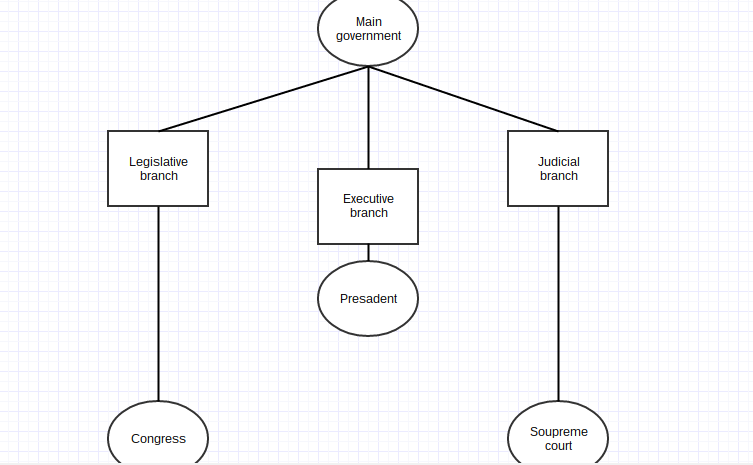 Main
government
Legislative
branch
Executive
branch
Judicial
branch
Presadent
Congress
Soupreme
court